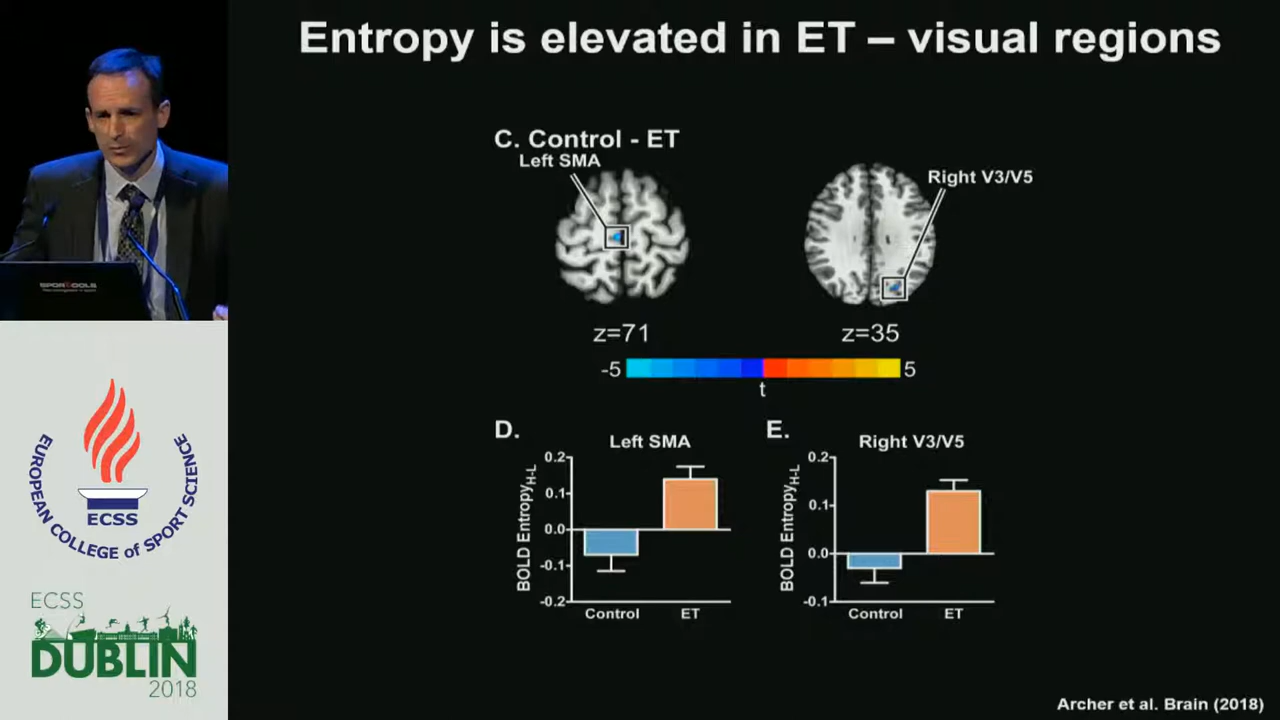 Entropy is elevated in ET – visual regions
C. Control - ET
Left SMA
Right V3/V5
z=71
z=35
-5
5
t
D.
Left SMA
BOLD EntropyH-L
0.2
0.1
0.0
-0.1
-0.2
Control
ET
E.
Right V3/V5
BOLD EntropyH-L
0.2
0.1
0.0
-0.1
Control
ET
Archer et al. Brain (2018)
EUROPEAN COLLEGE of SPORT SCIENCE
ECSS
ECSS
DUBLIN
2018